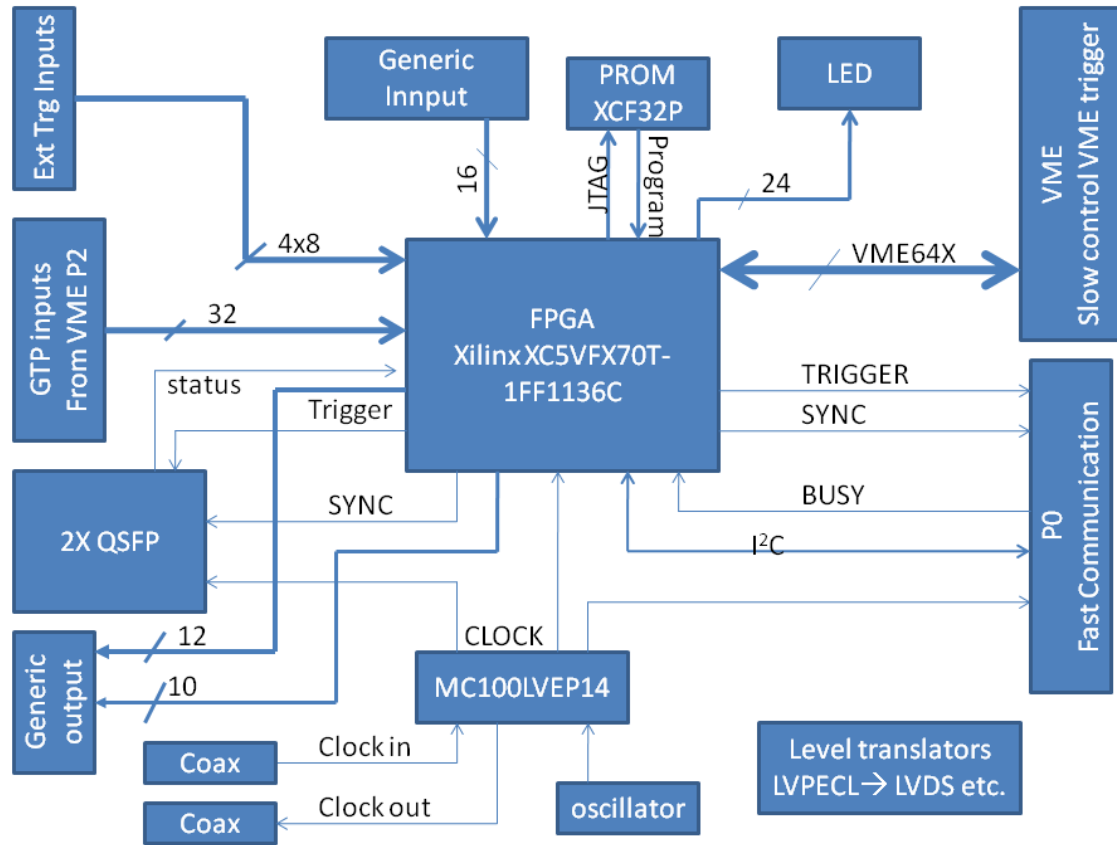 Ext Trg Inputs
Generic
Innput
PROM
XCF32P
LED
VME
Slow control VME trigger
16
JTAG
Program
24
4x8
VME64X
GTP inputs
From VME P2
32
FPGA
Xilinx XC5VFX70T-
1FF1136C
status
Trigger
TRIGGER
SYNC
BUSY
I²C
P0
Fast Communication
2X QSFP
SYNC
CLOCK
Generic
output
12
10
MC100LVEP14
Coax
Clock in
Coax
Clock out
oscillator
Level translators
LVPECL→ LVDS etc.